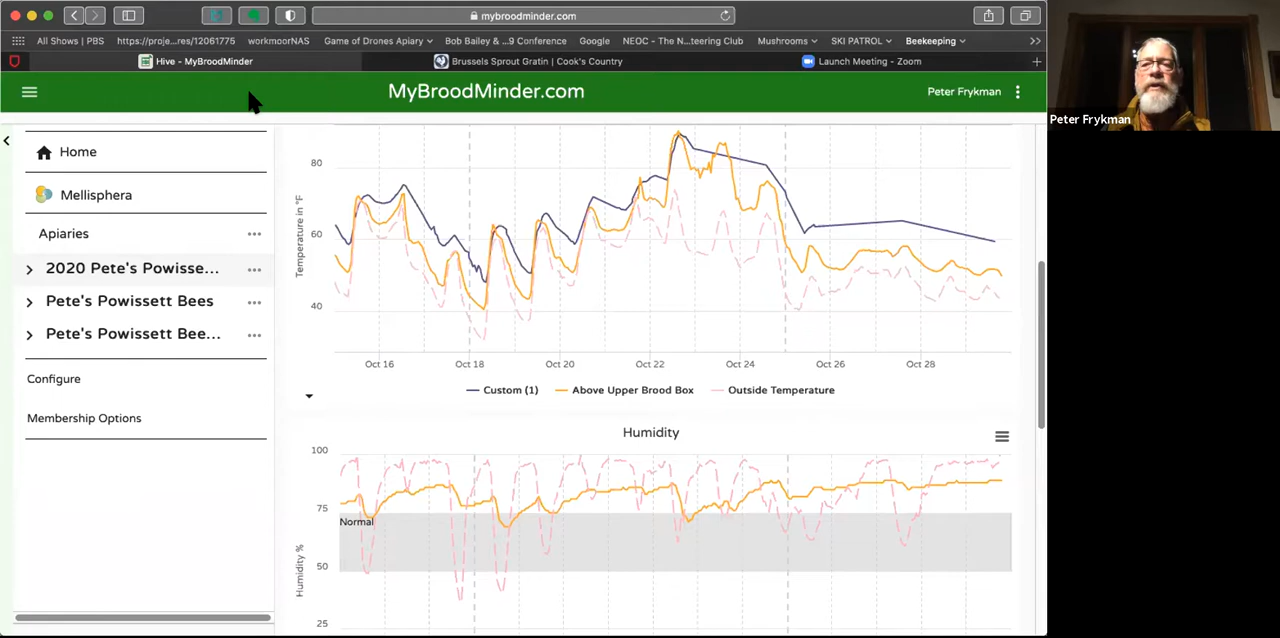 mybroodminder.com
All Shows | PBS
https://proje...res/12061775
workmoorNAS
Game of Drones Apiary
Bob Bailey &...9 Conference
Google
NEOC - The N...teering Club
Mushrooms
SKI PATROL
Beekeeping
Hive - MyBroodMinder
Brussels Sprout Gratin | Cook's Country
Launch Meeting - Zoom
MyBroodMinder.com
Peter Frykman
Peter Frykman
Home
Mellisphera
Apiaries
2020 Pete's Powisse...
Pete's Powissett Bees
Pete's Powissett Bee...
Configure
Membership Options
Temperature in °F
80
60
40
Oct 16
Oct 18
Oct 20
Oct 22
Oct 24
Oct 26
Oct 28
Custom (1)
Above Upper Brood Box
Outside Temperature
Humidity
Humidity %
100
75
Normal
50
25